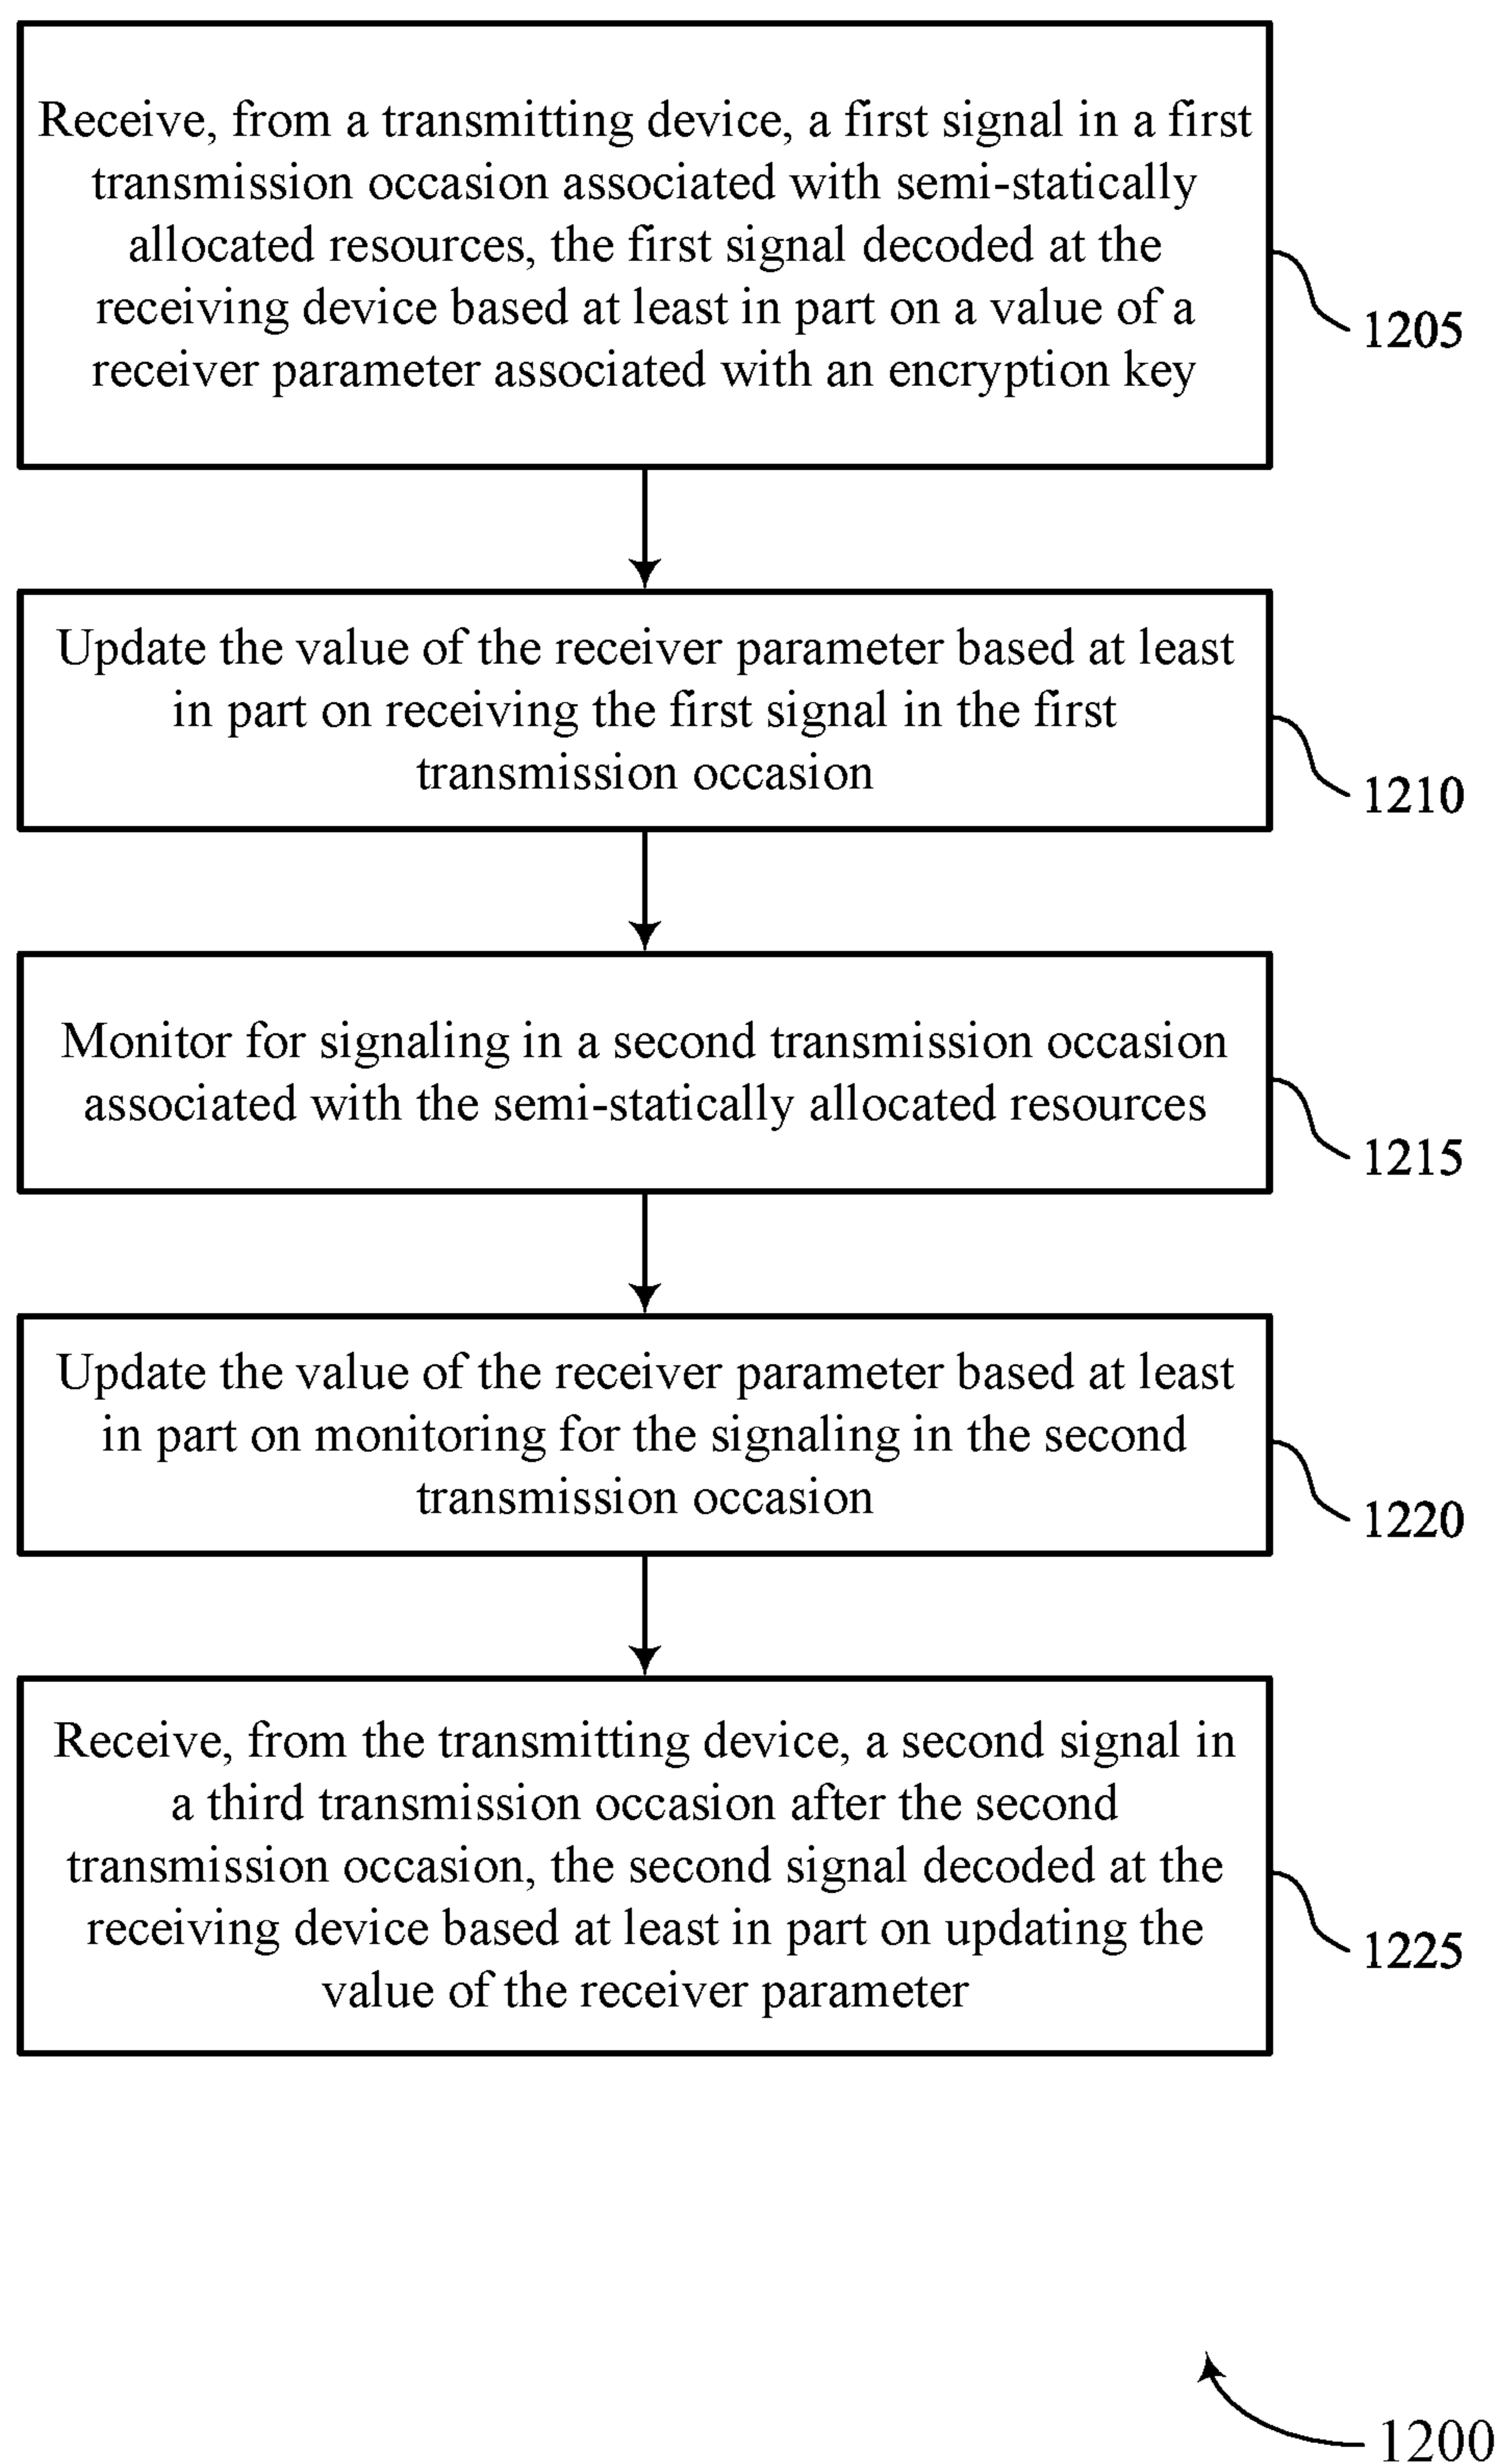 Receive, from a transmitting device, a first signal in a first
transmission occasion associated with semi-statically
allocated resources, the first signal decoded at the
receiving device based at least in part on a value of a
receiver parameter associated with an encryption key
1205
Update the value of the receiver parameter based at least
in part on receiving the first signal in the first
transmission occasion
1210
Monitor for signaling in a second transmission occasion
associated with the semi-statically allocated resources
1215
Update the value of the receiver parameter based at least
in part on monitoring for the signaling in the second
transmission occasion
1220
Receive, from the transmitting device, a second signal in
a third transmission occasion after the second
transmission occasion, the second signal decoded at the
receiving device based at least in part on updating the
value of the receiver parameter
1225
1200